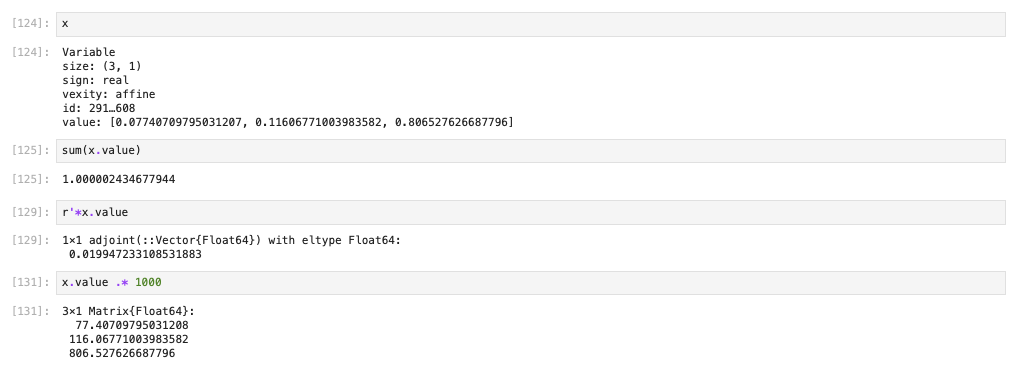 [124]: x
[124]: Variable
size: (3, 1)
sign: real
vexity: affine
id: 291…608
value: [0.07740709795031207, 0.11606771003983582, 0.806527626687796]
[125]: sum(x.value)
[125]: 1.000002434677944
[129]: r'*x.value
[129]: 1×1 adjoint(::Vector{Float64}) with eltype Float64:
0.019947233108531883
[131]: x.value .* 1000
[131]: 3×1 Matrix{Float64}:
77.40709795031208
116.06771003983582
806.527626687796